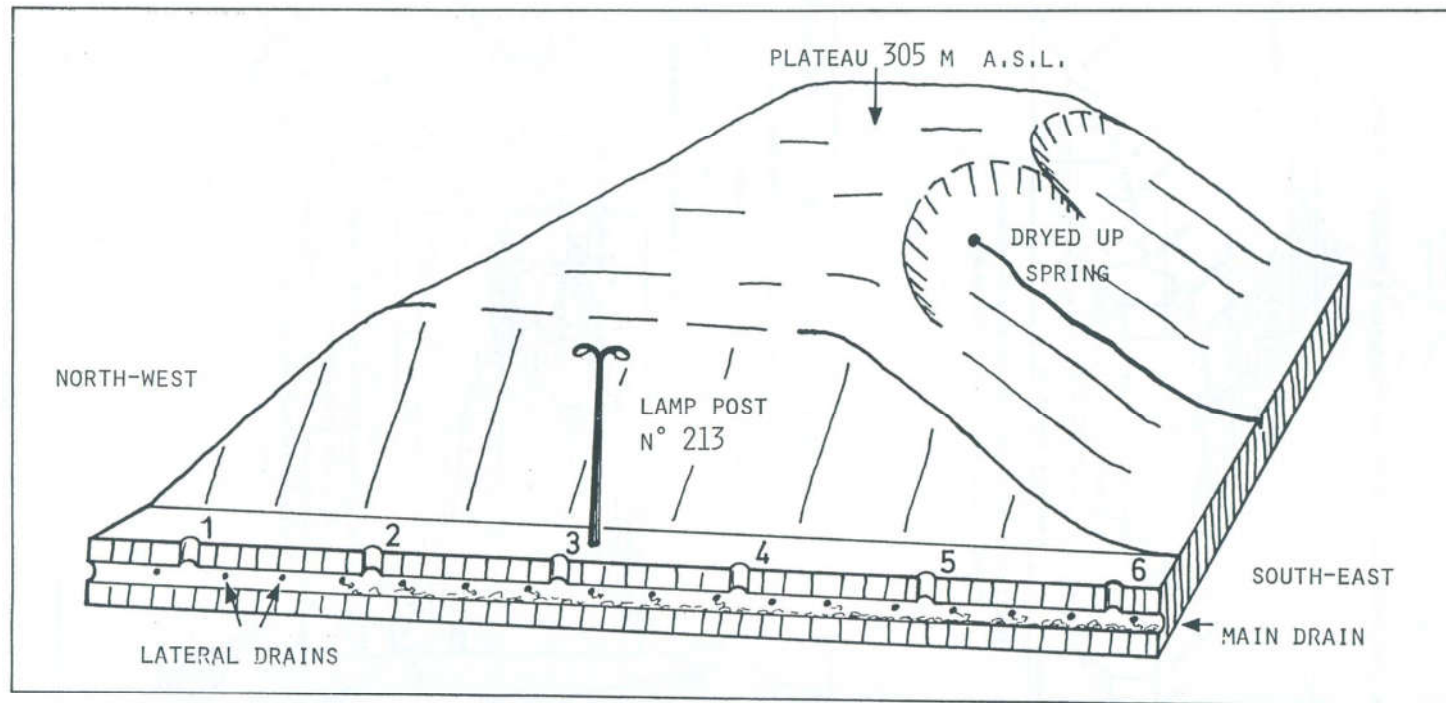 PLATEAU 305 M A.S.L.
DRYED UP
SPRING
NORTH-WEST
LAMP POST
N° 213
1 2 3 4 5 6
SOUTH-EAST
MAIN DRAIN
LATERAL DRAINS